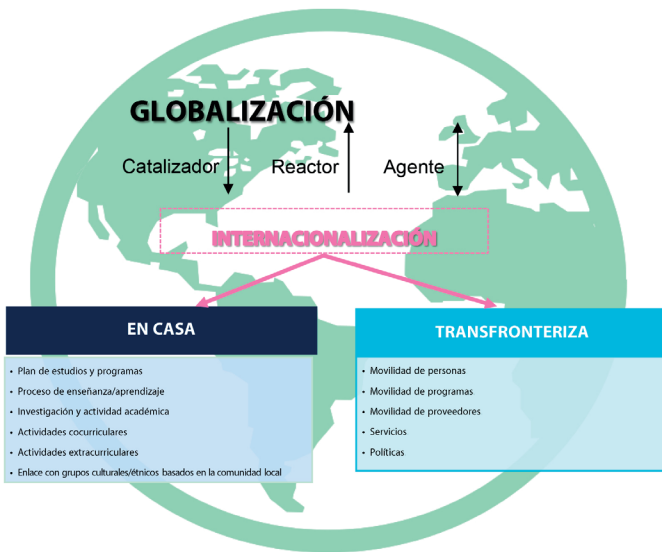 GLOBALIZACIÓN
Catalizador
Reactor
Agente
INTERNACIONALIZACIÓN
EN CASA
• Plan de estudios y programas
• Proceso de enseñanza/aprendizaje
• Investigación y actividad académica
• Actividades cocurriculares
• Actividades extracurriculares
• Enlace con grupos culturales/étnicos basados en la comunidad local
TRANSFRONTERIZA
• Movilidad de personas
• Movilidad de programas
• Movilidad de proveedores
• Servicios
• Políticas